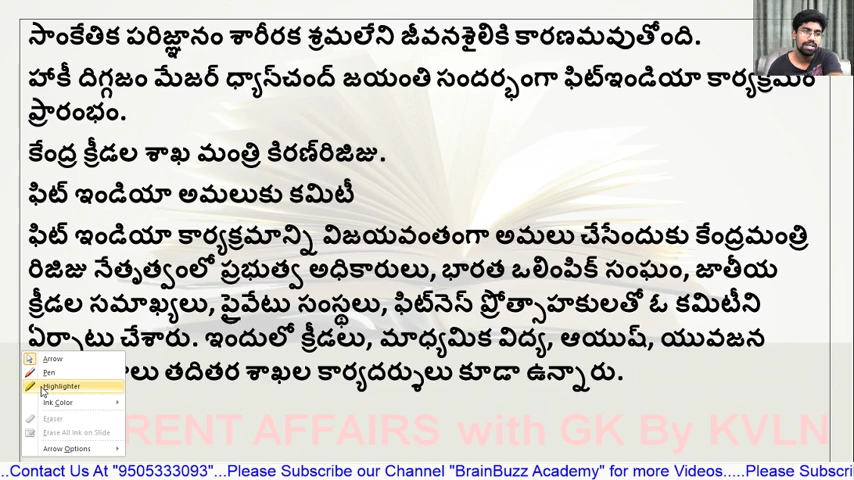 సాంకేతిక పరిజ్ఞానం శారీరక శ్రమలేని జీవనశైలికి కారణమవుతోంది.
హాకీ దిగ్గజం మేజర్ ధ్యాన్‌చంద్ జయంతి సందర్భంగా ఫిట్‌ఇండియా కార్యక్రమం
ప్రారంభం.
కేంద్ర క్రీడల శాఖ మంత్రి కిరణ్‌రిజిజు.
ఫిట్ ఇండియా అమలుకు కమిటీ
ఫిట్ ఇండియా కార్యక్రమాన్ని విజయవంతంగా అమలు చేసేందుకు కేంద్రమంత్రి
రిజిజు నేతృత్వంలో ప్రభుత్వ అధికారులు, భారత ఒలింపిక్ సంఘం, జాతీయ
క్రీడల సమాఖ్యలు, ప్రైవేటు సంస్థలు, ఫిట్‌నెస్ ప్రోత్సాహకులతో ఓ కమిటీని
ఏర్పాటు చేశారు. ఇందులో క్రీడలు, మాధ్యమిక విద్య, ఆయుష్, యువజన
తదితర శాఖల కార్యదర్శులు కూడా ఉన్నారు.
Arrow
Pen
Highlighter
Ink Color
Eraser
Erase All Ink on Slide
Arrow Options
RENT AFFAIRS with GK By KVLN
...Contact Us At "9505333093"...Please Subscribe our Channel "BrainBuzz Academy" for more Videos.....Please Subscri